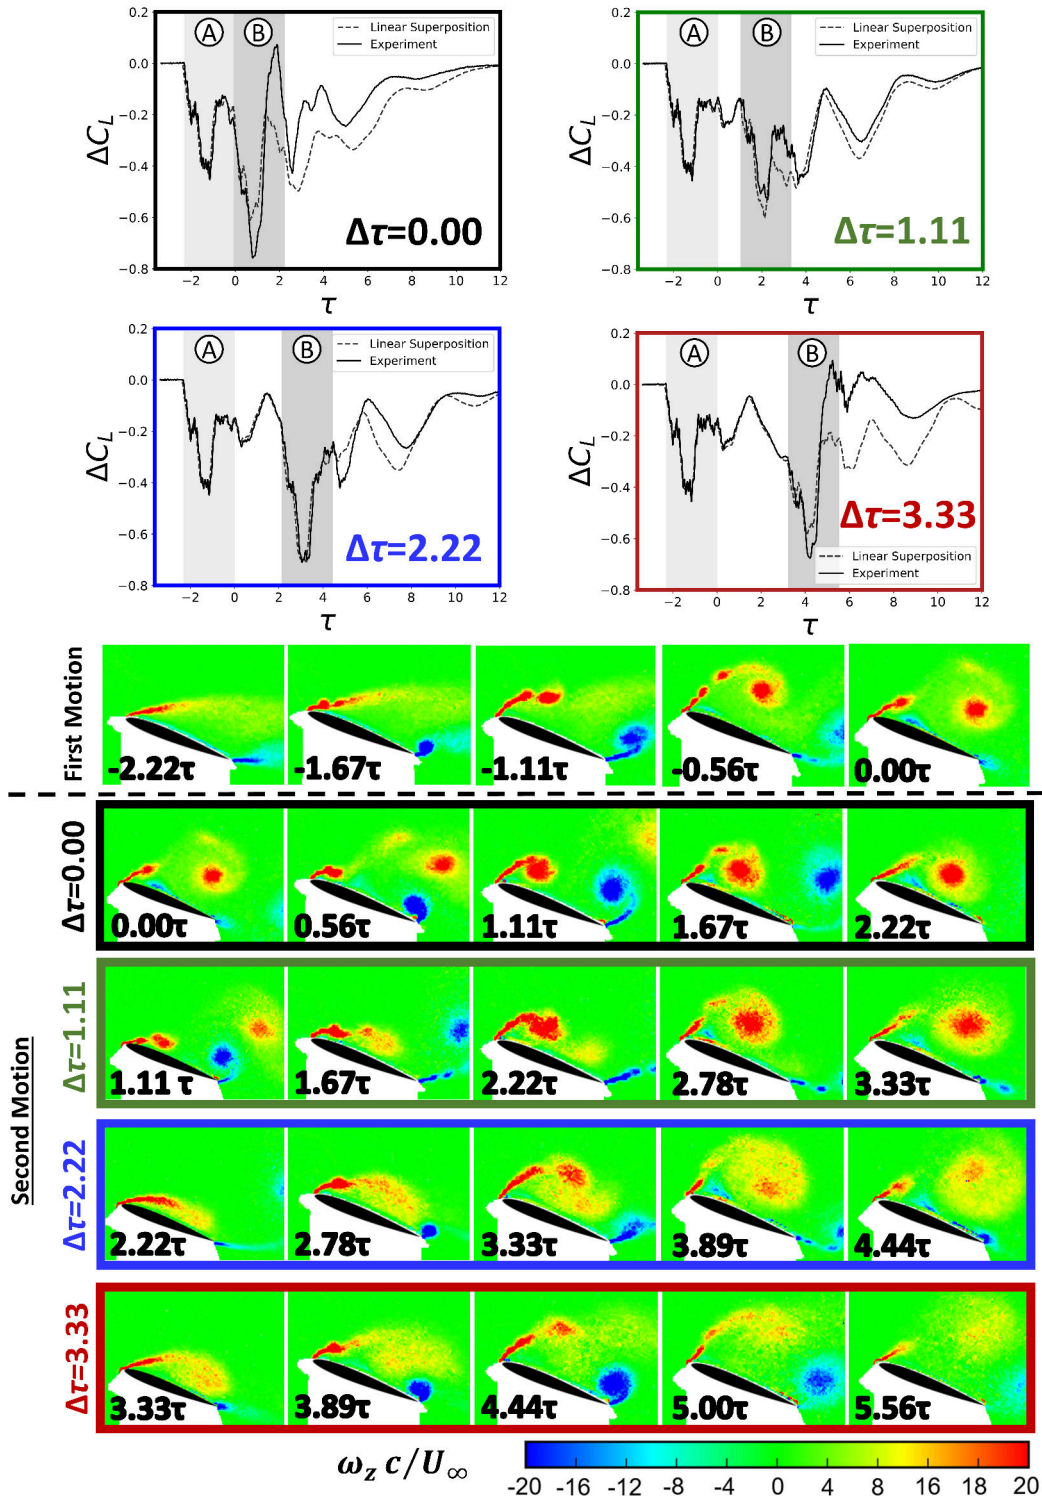 0.2
0.0
−0.2
−0.4
−0.6
−0.8
ΔC_L
A B
Linear Superposition
Experiment
Δτ=0.00
−2 0 2 4 6 8 10 12
τ
0.2
0.0
−0.2
−0.4
−0.6
−0.8
ΔC_L
A B
Linear Superposition
Experiment
Δτ=1.11
−2 0 2 4 6 8 10 12
τ
0.2
0.0
−0.2
−0.4
−0.6
−0.8
ΔC_L
A B
Linear Superposition
Experiment
Δτ=2.22
−2 0 2 4 6 8 10 12
τ
0.2
0.0
−0.2
−0.4
−0.6
−0.8
ΔC_L
A B
Δτ=3.33
Linear Superposition
Experiment
−2 0 2 4 6 8 10 12
τ
First Motion
-2.22τ -1.67τ -1.11τ -0.56τ 0.00τ
Second Motion
Δτ=0.00
0.00τ 0.56τ 1.11τ 1.67τ 2.22τ
Δτ=1.11
1.11 τ 1.67τ 2.22τ 2.78τ 3.33τ
Δτ=2.22
2.22τ 2.78τ 3.33τ 3.89τ 4.44τ
Δτ=3.33
3.33τ 3.89τ 4.44τ 5.00τ 5.56τ
ω_z c/U_∞
-20 -16 -12 -8 -4 0 4 8 16 18 20